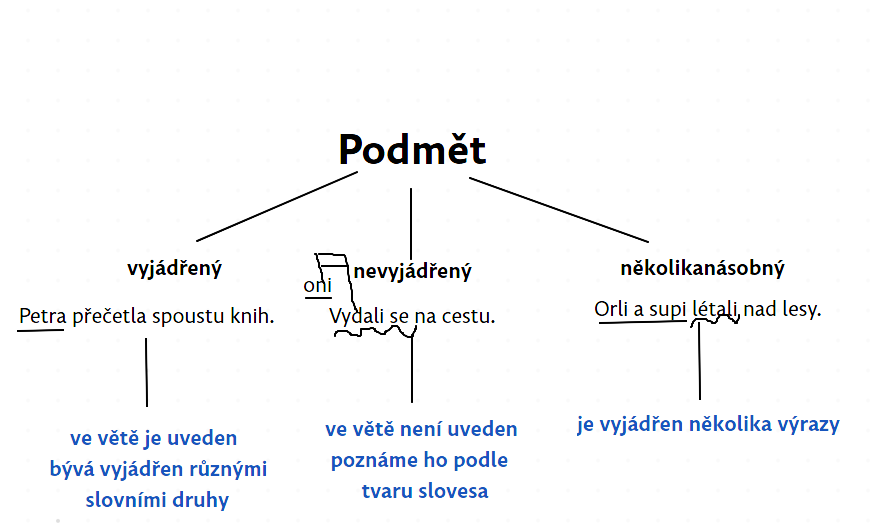 Podmět
vyjádřený
nevyjádřený
několikanásobný
oni
Petra přečetla spoustu knih.
Vydali se na cestu.
Orli a supi létali nad lesy.
ve větě je uveden
bývá vyjádřen různými
slovními druhy
ve větě není uveden
poznáme ho podle
tvaru slovesa
je vyjádřen několika výrazy